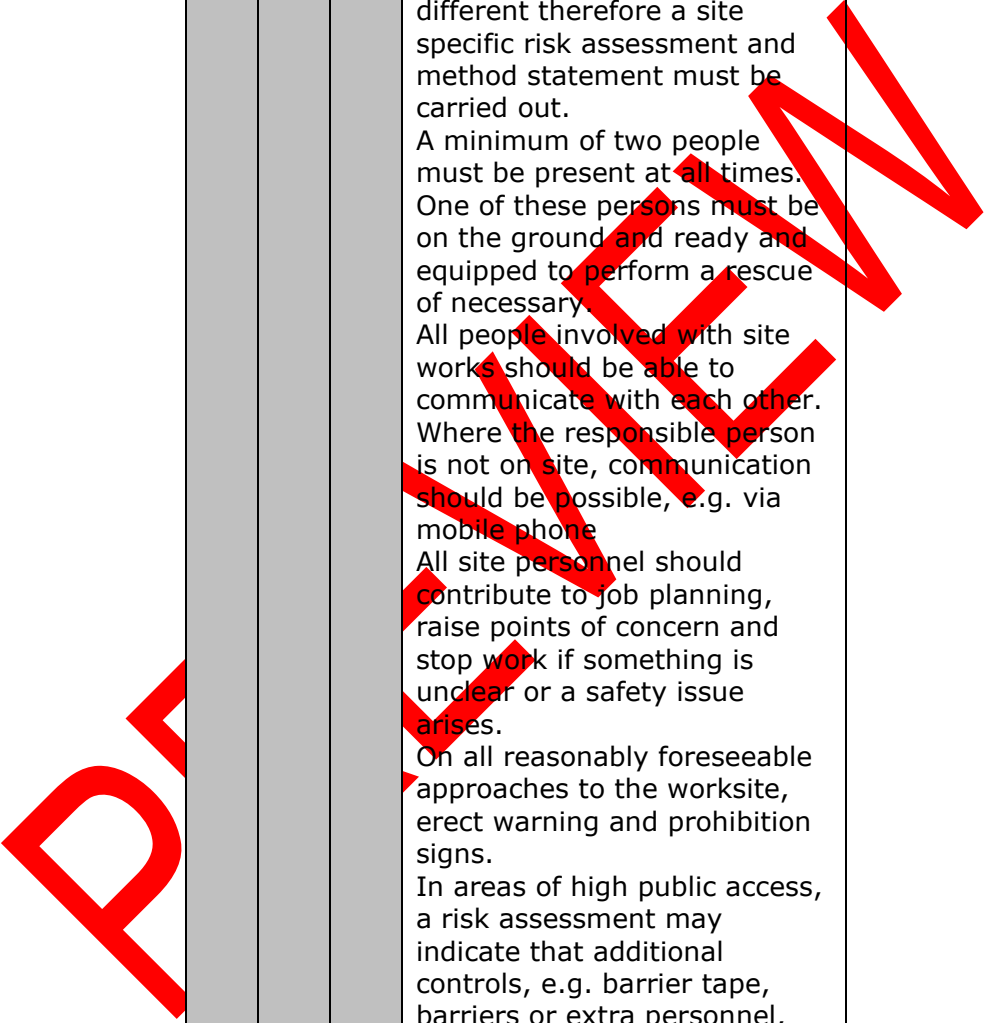 different therefore a site
specific risk assessment and
method statement must be
carried out.
A minimum of two people
must be present at all times.
One of these persons must be
on the ground and ready and
equipped to perform a rescue
of necessary.
All people involved with site
works should be able to
communicate with each other.
Where the responsible person
is not on site, communication
should be possible, e.g. via
mobile phone
All site personnel should
contribute to job planning,
raise points of concern and
stop work if something is
unclear or a safety issue
arises.
On all reasonably foreseeable
approaches to the worksite,
erect warning and prohibition
signs.
In areas of high public access,
a risk assessment may
indicate that additional
controls, e.g. barrier tape,
barriers or extra personnel,
PREVIEW